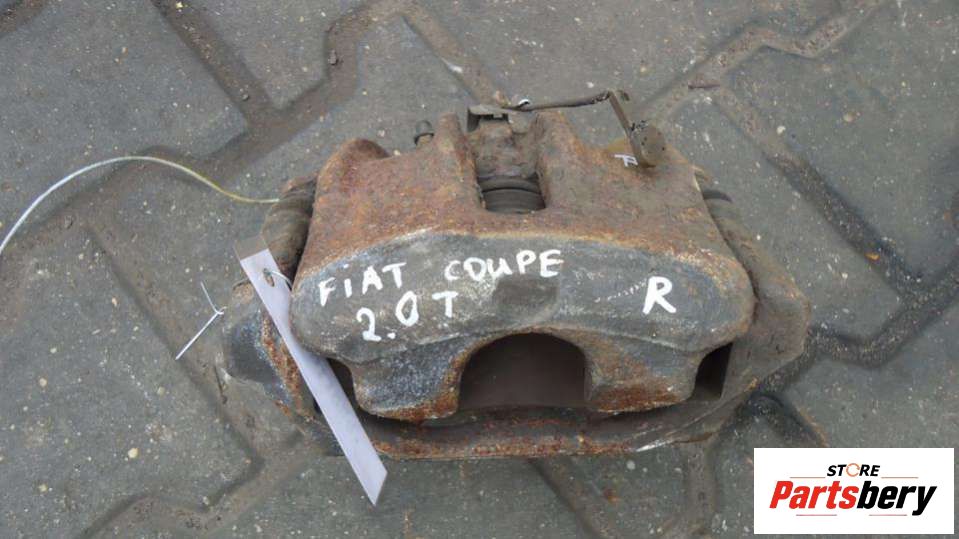 FiAT COUPE
2.0T R
STORE
Partsbery